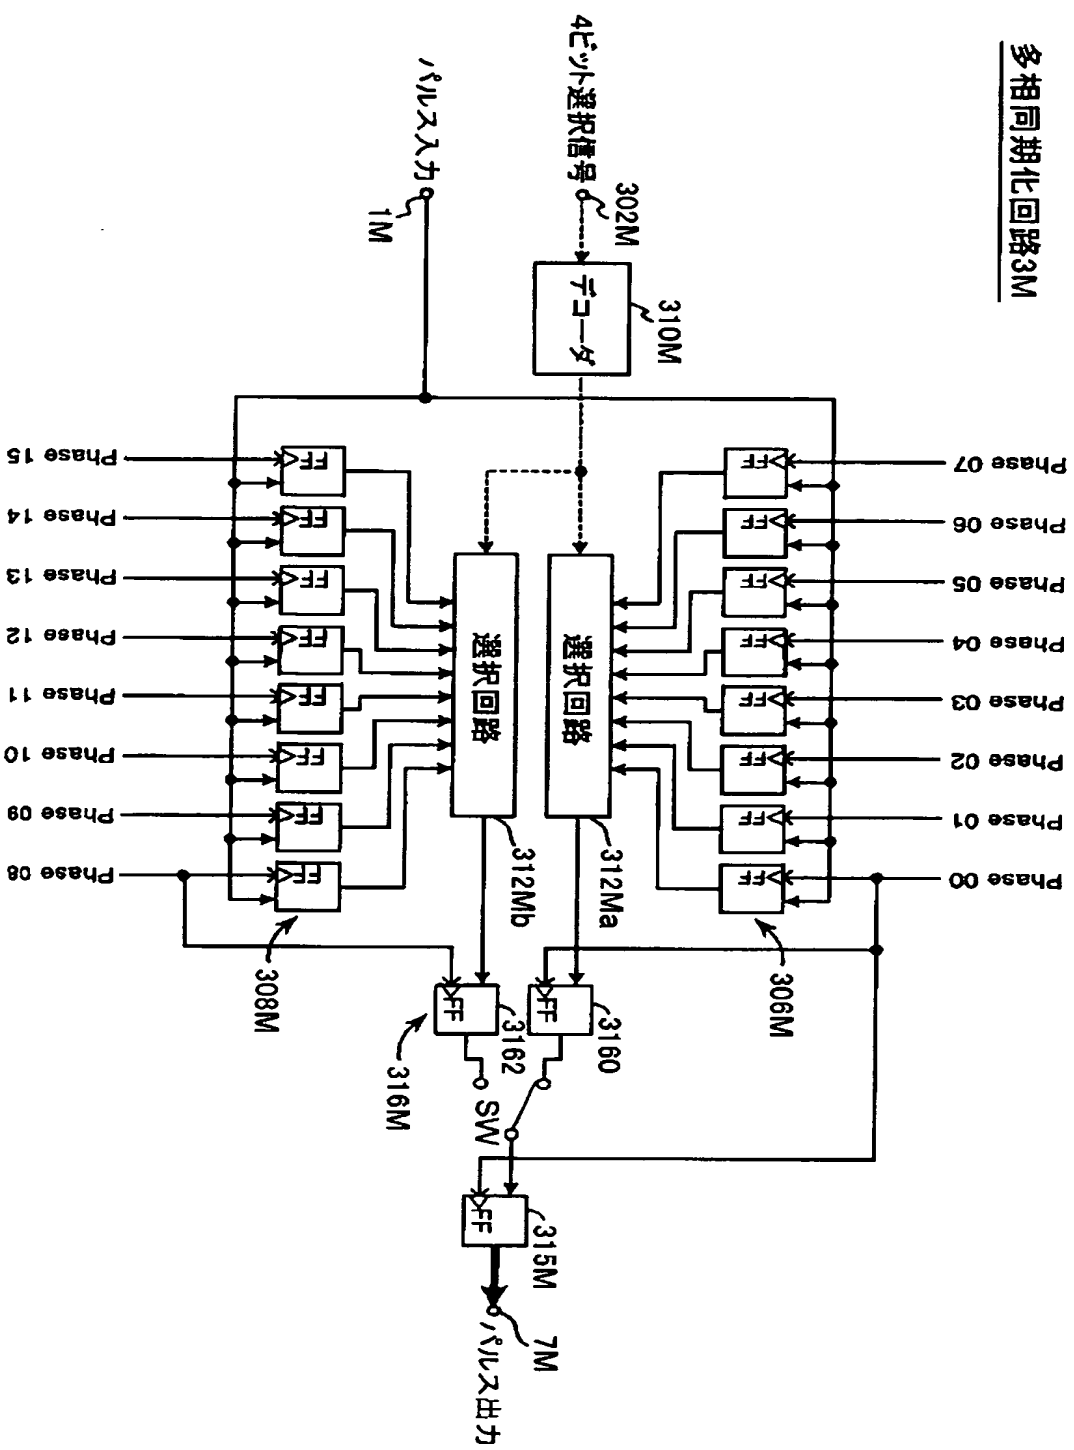 多相同期化回路3M
4ビット選択信号
302M
デコーダ
310M
パルス入力
1M
Phase 07
Phase 06
Phase 05
Phase 04
Phase 03
Phase 02
Phase 01
Phase 00
FF
FF
FF
FF
FF
FF
FF
FF
306M
選択回路
312Ma
選択回路
312Mb
FF
FF
FF
FF
FF
FF
FF
FF
308M
Phase 15
Phase 14
Phase 13
Phase 12
Phase 11
Phase 10
Phase 09
Phase 08
FF
3160
FF
3162
316M
SW
FF
315M
7M
パルス出力